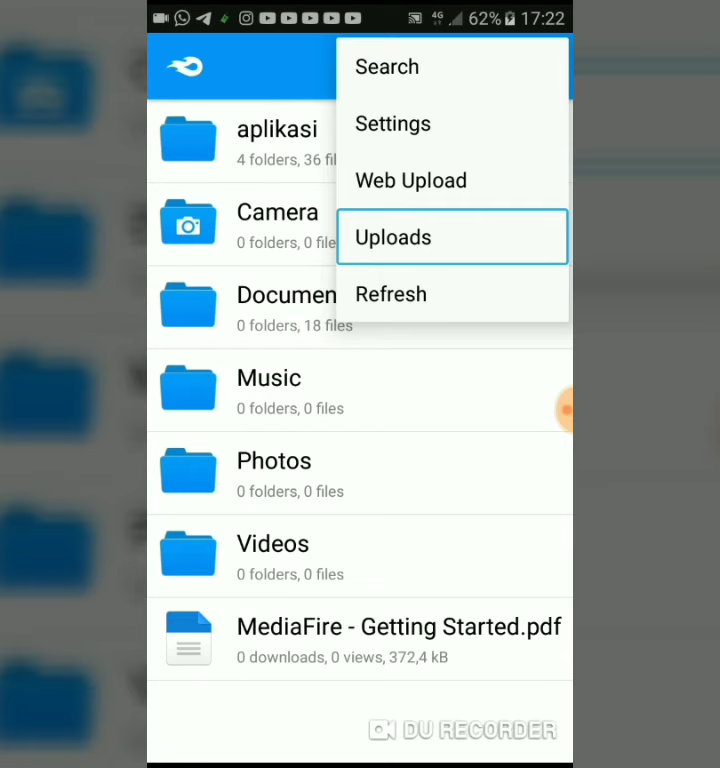 4G 62% 17:22
Search
Settings
Web Upload
Uploads
Refresh
aplikasi
4 folders, 36 fil
Camera
0 folders, 0 file
Documen
0 folders, 18 files
Music
0 folders, 0 files
Photos
0 folders, 0 files
Videos
0 folders, 0 files
MediaFire - Getting Started.pdf
0 downloads, 0 views, 372,4 kB
DU RECORDER